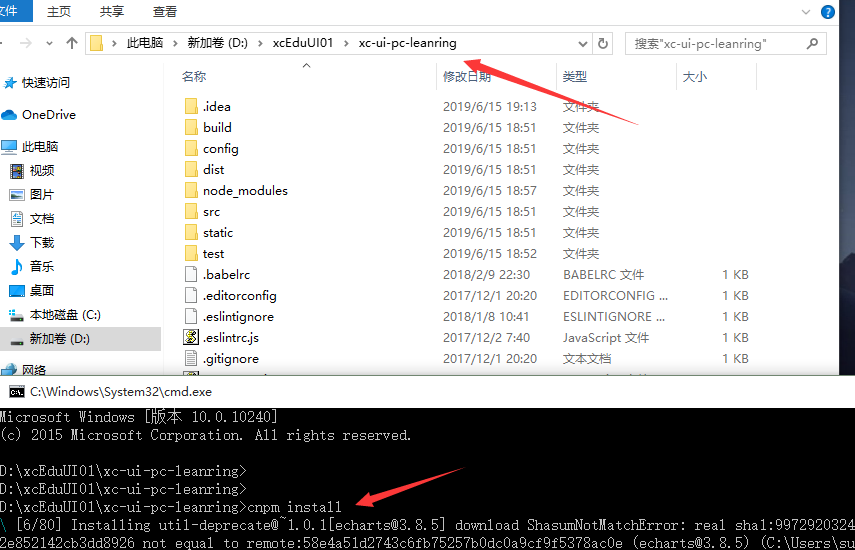 文件 主页 共享 查看
此电脑 新加卷 (D:) xcEduUI01 xc-ui-pc-leanring 搜索"xc-ui-pc-leanring"
名称 修改日期 类型 大小
快速访问
OneDrive
此电脑
视频
图片
文档
下载
音乐
桌面
本地磁盘 (C:)
新加卷 (D:)
网络
.idea 2019/6/15 19:13 文件夹
build 2019/6/15 18:51 文件夹
config 2019/6/15 18:51 文件夹
dist 2019/6/15 18:51 文件夹
node_modules 2019/6/15 18:57 文件夹
src 2019/6/15 18:51 文件夹
static 2019/6/15 18:51 文件夹
test 2019/6/15 18:52 文件夹
.babelrc 2018/2/9 22:30 BABELRC 文件 1 KB
.editorconfig 2017/12/1 20:20 EDITORCONFIG ... 1 KB
.eslintignore 2018/1/8 10:41 ESLINTIGNORE ... 1 KB
.eslintrc.js 2017/12/2 7:40 JavaScript 文件 1 KB
.gitignore 2017/12/1 20:20 文本文档 1 KB
C:\Windows\System32\cmd.exe
Microsoft Windows [版本 10.0.10240]
(c) 2015 Microsoft Corporation. All rights reserved.
D:\xcEduUI01\xc-ui-pc-leanring>
D:\xcEduUI01\xc-ui-pc-leanring>
D:\xcEduUI01\xc-ui-pc-leanring>cnpm install
\ [6/80] Installing util-deprecate@~1.0.1[echarts@3.8.5] download ShasumNotMatchError: real sha1:9972920324
2e852142cb3dd8926 not equal to remote:58e4a51d2743c6fb75257b0dc0a9cf9f5378ac0e (echarts@3.8.5) (C:\Users\su